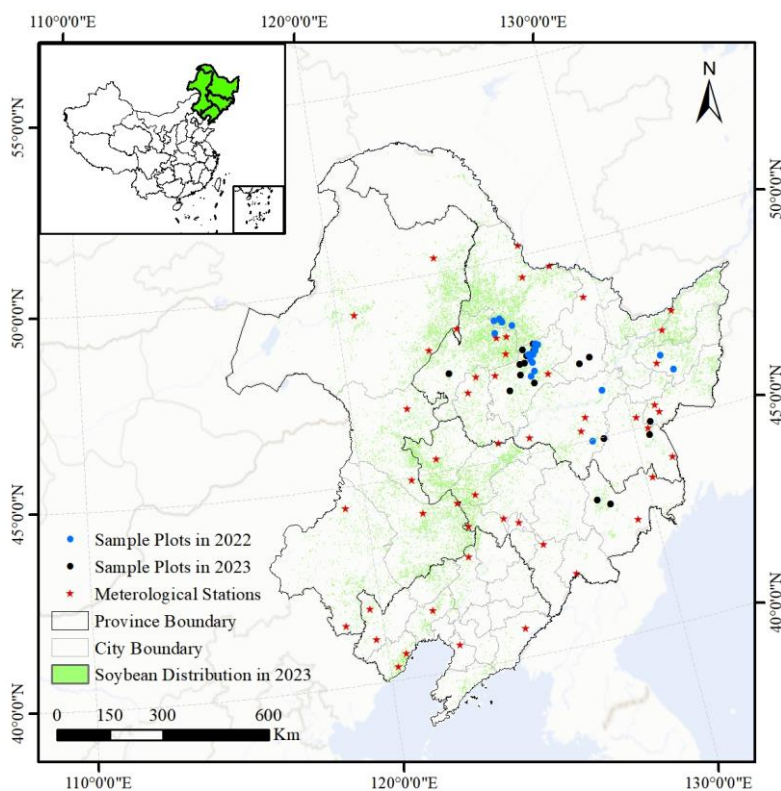 110°0'0"E 120°0'0"E 130°0'0"E
N
55°0'0"N
50°0'0"N
50°0'0"N
45°0'0"N
45°0'0"N
40°0'0"N
40°0'0"N
Sample Plots in 2022
Sample Plots in 2023
Meterological Stations
Province Boundary
City Boundary
Soybean Distribution in 2023
0 150 300 600
Km
110°0'0"E 120°0'0"E 130°0'0"E